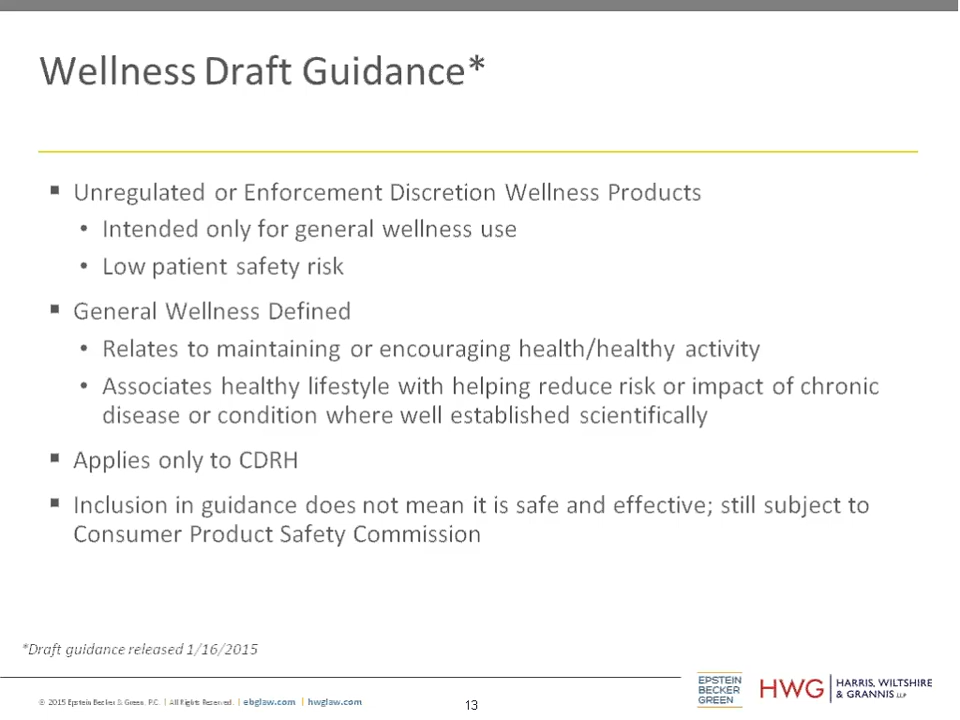 Wellness Draft Guidance*
▪ Unregulated or Enforcement Discretion Wellness Products
• Intended only for general wellness use
• Low patient safety risk
▪ General Wellness Defined
• Relates to maintaining or encouraging health/healthy activity
• Associates healthy lifestyle with helping reduce risk or impact of chronic
disease or condition where well established scientifically
▪ Applies only to CDRH
▪ Inclusion in guidance does not mean it is safe and effective; still subject to
Consumer Product Safety Commission
*Draft guidance released 1/16/2015
© 2015 Epstein Becker & Green, P.C. | All Rights Reserved. | ebglaw.com | hwglaw.com
13
EPSTEIN
BECKER
GREEN
HWG
HARRIS, WILTSHIRE
& GRANNIS LLP